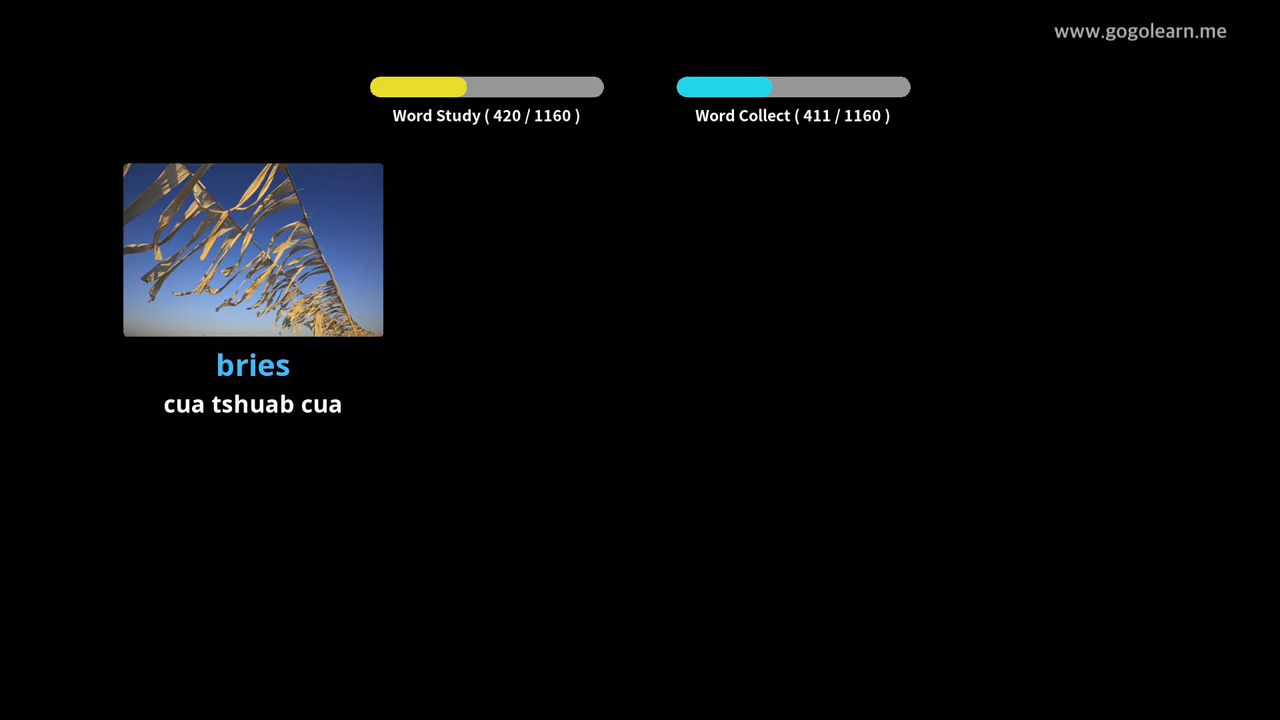 www.gogolearn.me
Word Study ( 420 / 1160 )
Word Collect ( 411 / 1160 )
bries
cua tshuab cua